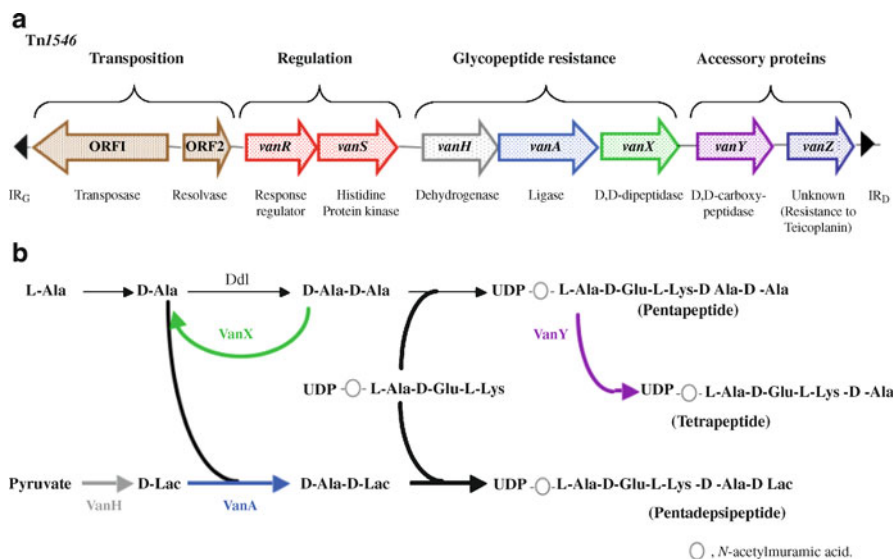 a
Tn1546
Transposition Regulation Glycopeptide resistance Accessory proteins
ORF1 ORF2 vanR vanS vanH vanA vanX vanY vanZ
IRG Transposase Resolvase Response regulator Histidine Protein kinase Dehydrogenase Ligase D,D-dipeptidase D,D-carboxy-peptidase Unknown (Resistance to Teicoplanin) IRD
b
L-Ala D-Ala Ddl D-Ala-D-Ala UDP L-Ala-D-Glu-L-Lys-D Ala-D -Ala
(Pentapeptide)
VanX VanY
UDP L-Ala-D-Glu-L-Lys UDP L-Ala-D-Glu-L-Lys -D -Ala
(Tetrapeptide)
Pyruvate D-Lac D-Ala-D-Lac UDP L-Ala-D-Glu-L-Lys -D -Ala-D Lac
VanH VanA (Pentadepsipeptide)
, N-acetylmuramic acid.